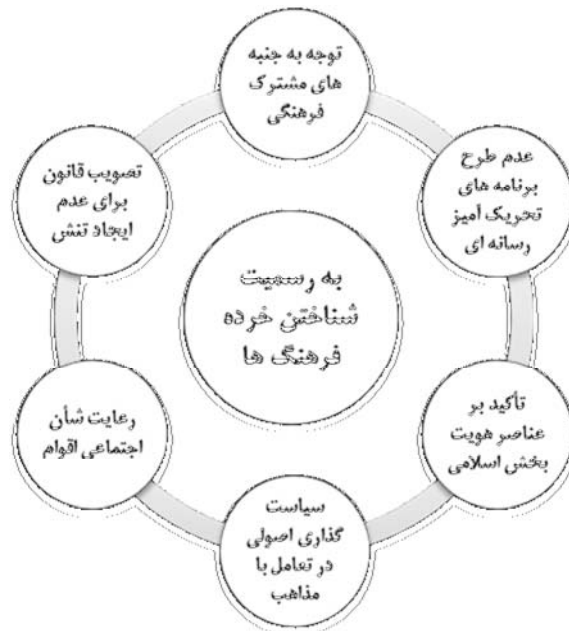 توجه به جنبه
های مشترک
فرهنگی
عدم طرح
برنامه های
تحریک آمیز
رسانه ای
تأکید بر
عناصر هویت
بخش اسلامی
سیاست
گذاری اصولی
در تعامل با
مذاهب
رعایت شأن
اجتماعی اقوام
تصویب قانون
برای عدم
ایجاد تنش
به رسمیت
شناختن خرده
فرهنگ ها